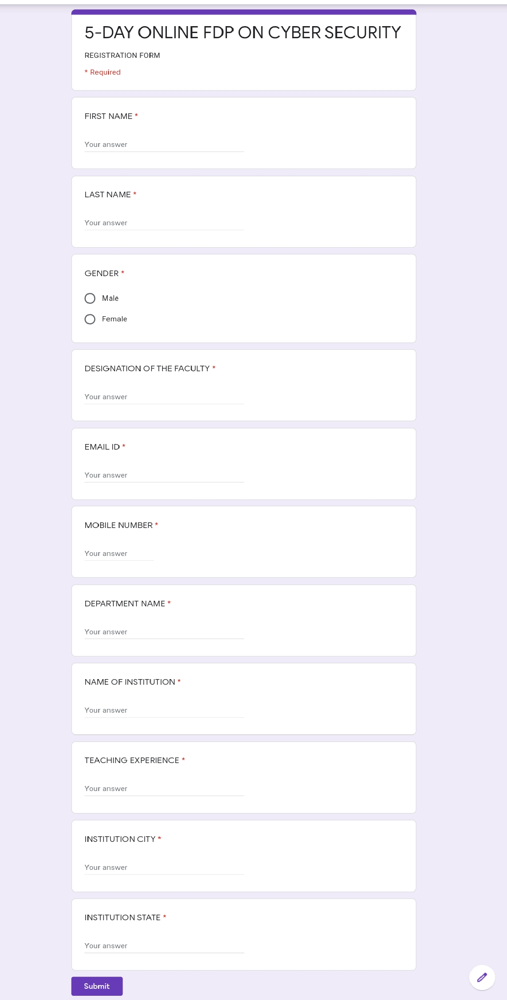 5-DAY ONLINE FDP ON CYBER SECURITY
REGISTRATION FORM
* Required
FIRST NAME *
Your answer
LAST NAME *
Your answer
GENDER *
Male
Female
DESIGNATION OF THE FACULTY *
Your answer
EMAIL ID *
Your answer
MOBILE NUMBER *
Your answer
DEPARTMENT NAME *
Your answer
NAME OF INSTITUTION *
Your answer
TEACHING EXPERIENCE *
Your answer
INSTITUTION CITY *
Your answer
INSTITUTION STATE *
Your answer
Submit